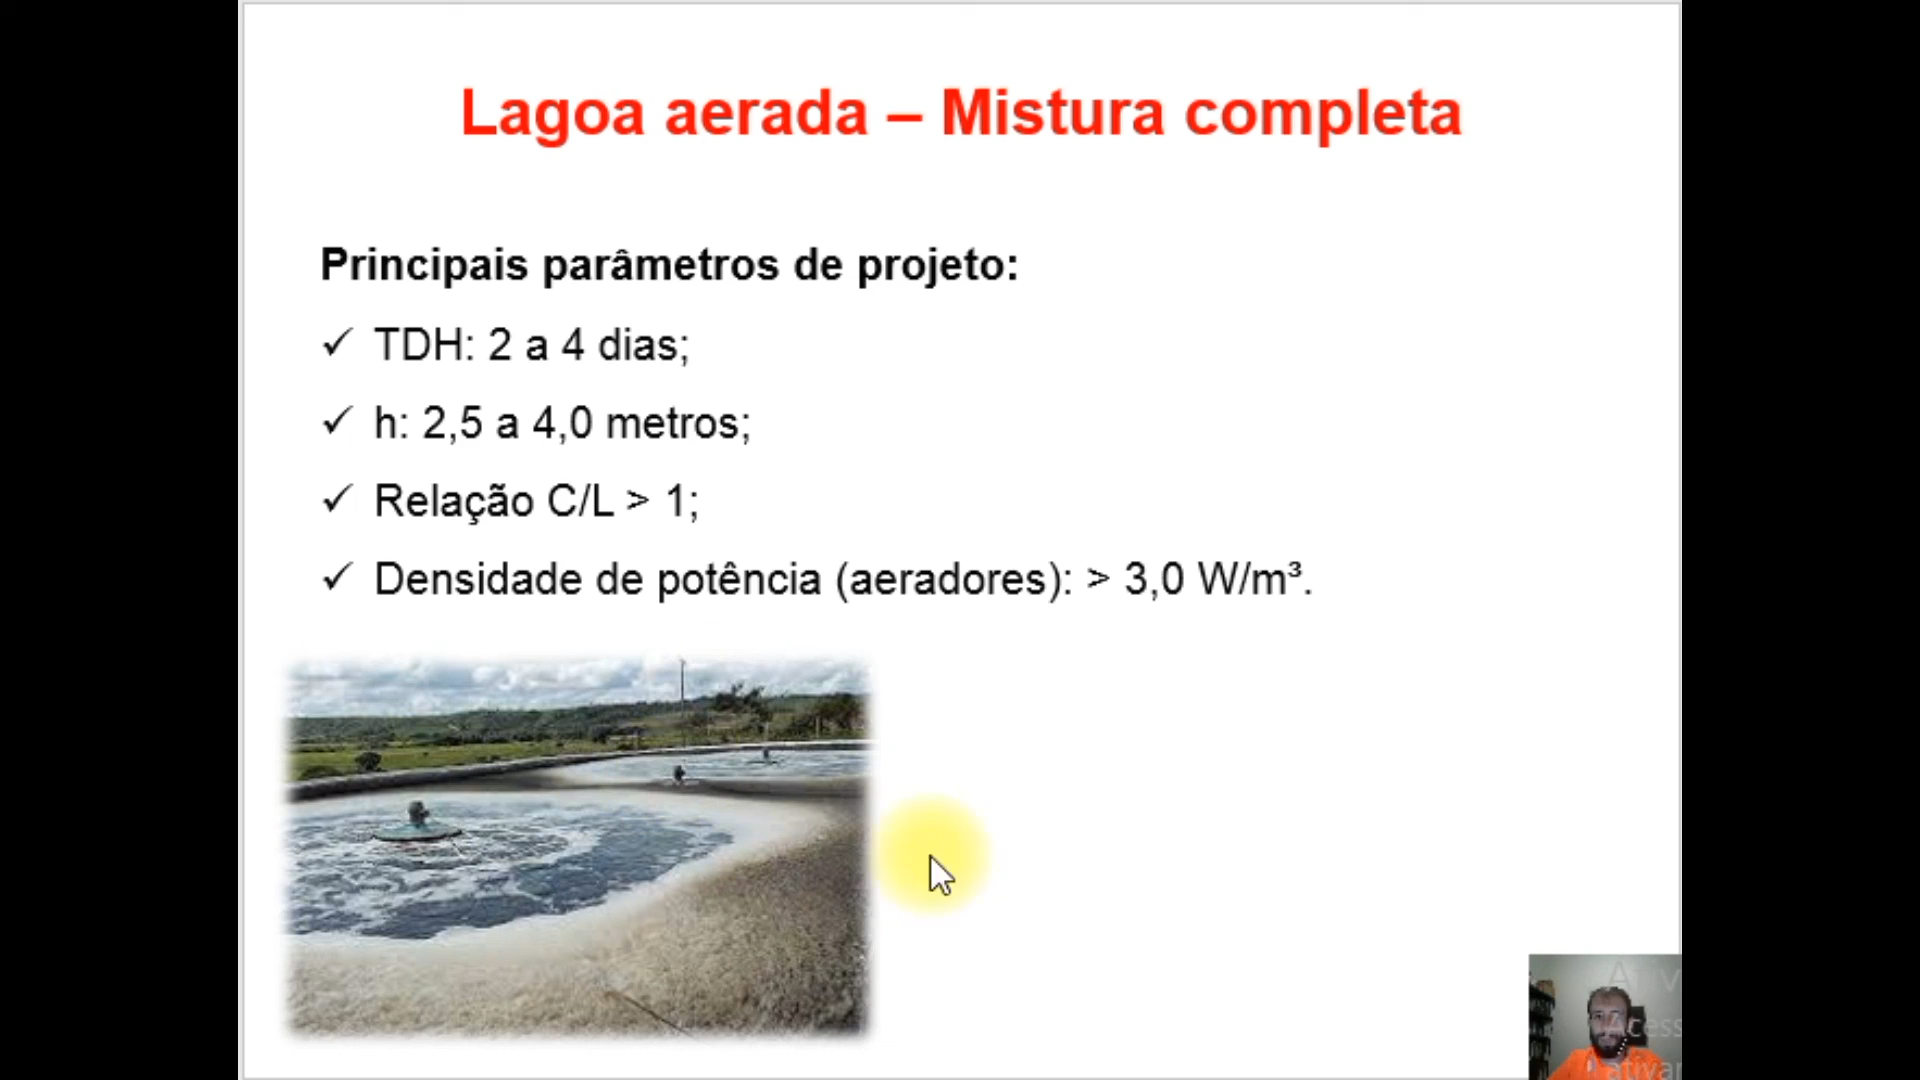 Lagoa aerada – Mistura completa
Principais parâmetros de projeto:
✓ TDH: 2 a 4 dias;
✓ h: 2,5 a 4,0 metros;
✓ Relação C/L > 1;
✓ Densidade de potência (aeradores): > 3,0 W/m³.